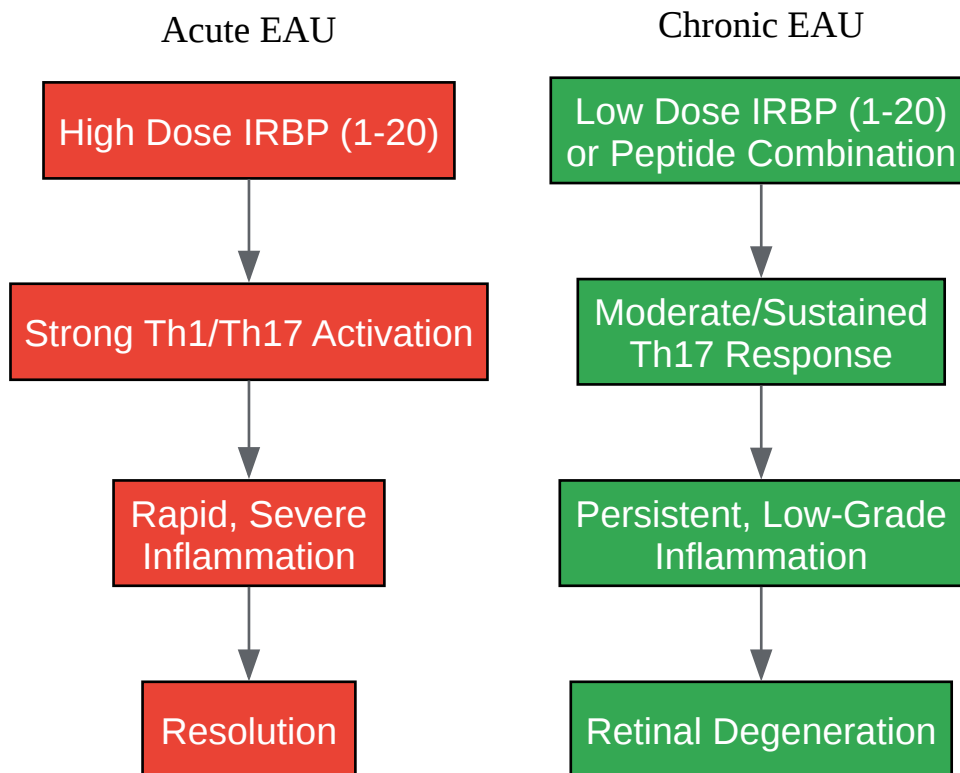 Acute EAU
High Dose IRBP (1-20)
Strong Th1/Th17 Activation
Rapid, Severe
Inflammation
Resolution
Chronic EAU
Low Dose IRBP (1-20)
or Peptide Combination
Moderate/Sustained
Th17 Response
Persistent, Low-Grade
Inflammation
Retinal Degeneration